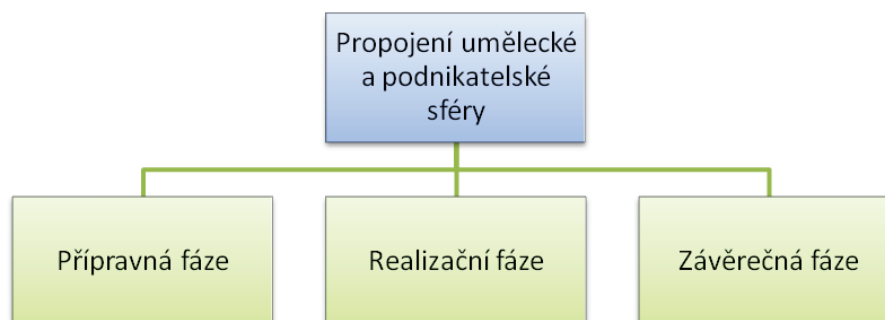 Propojení umělecké
a podnikatelské
sféry
Přípravná fáze
Realizační fáze
Závěrečná fáze